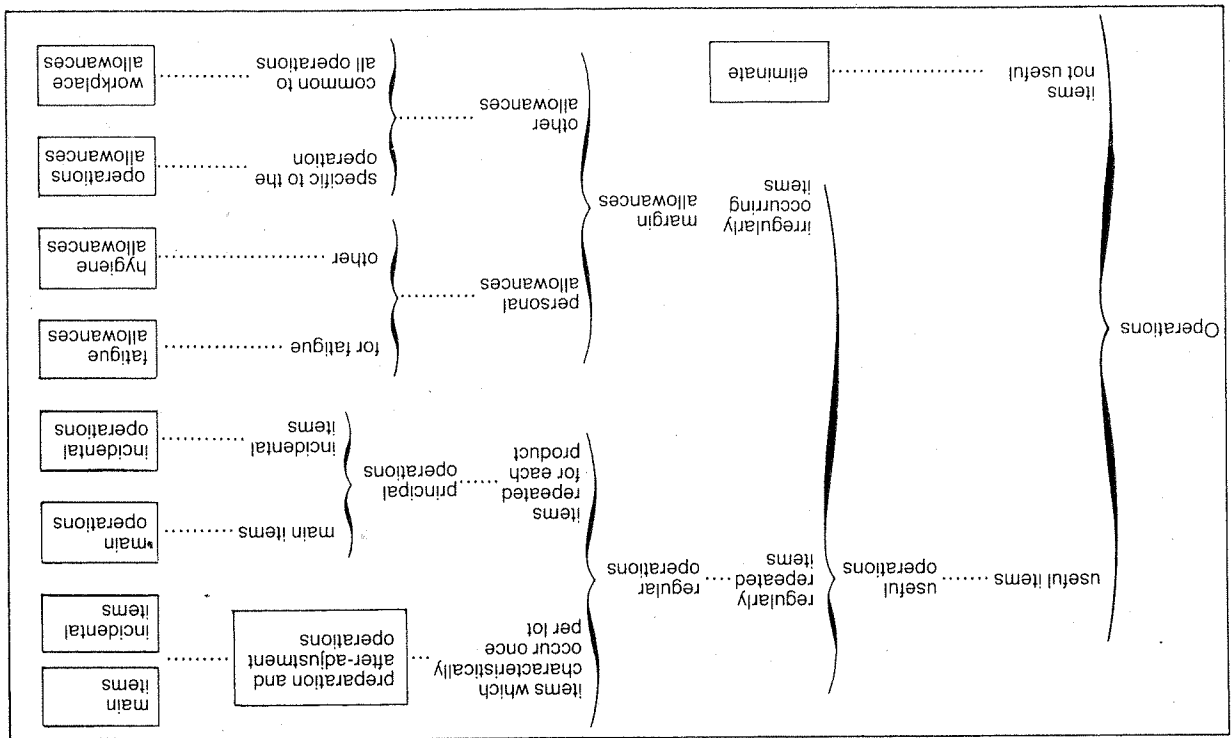 Operations
useful items
useful
operations
regularly
repeated
items
regular
operations
items which
characteristically
occur once
per lot
preparation and
after-adjustment
operations
main
items
incidental
items
items
repeated
for each
product
principal
operations
main items
main
operations
incidental
items
incidental
operations
irregularly
occurring
items
margin
allowances
personal
allowances
for fatigue
fatigue
allowances
other
hygiene
allowances
other
allowances
specific to the
operation
operations
allowances
common to
all operations
workplace
allowances
items
not useful
eliminate